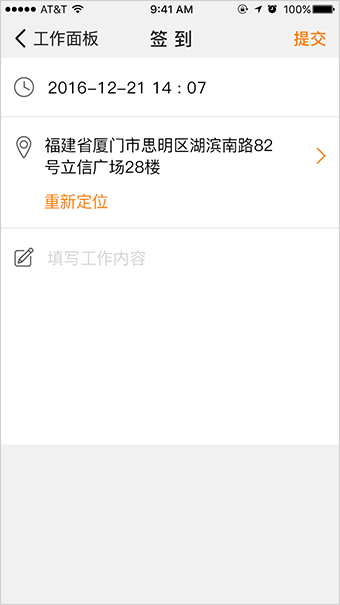 AT&T 9:41 AM 100%
工作面板 签到 提交
2016-12-21 14 : 07
福建省厦门市思明区湖滨南路82
号立信广场28楼
重新定位
填写工作内容